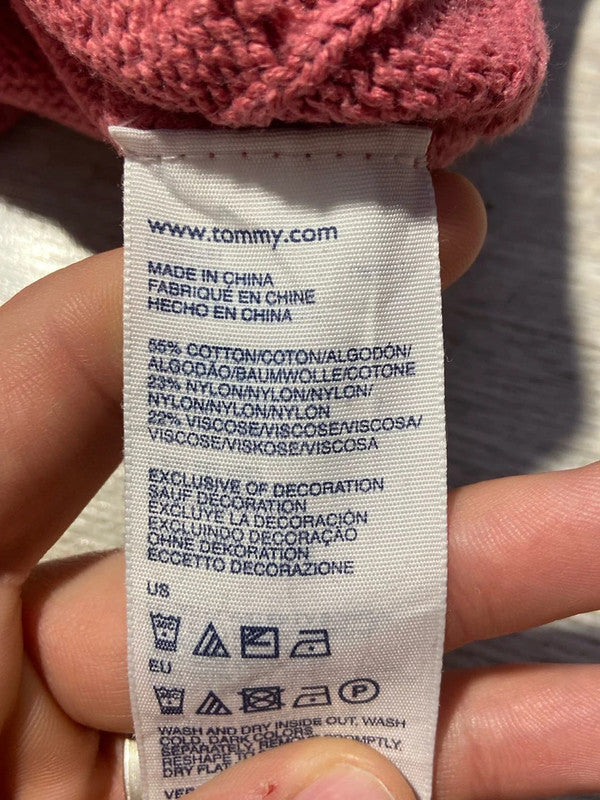 www.tommy.com
MADE IN CHINA
FABRIQUÉ EN CHINE
HECHO EN CHINA
55% COTTON/COTON/ALGODÓN/
ALGODÃO/BAUMWOLLE/COTONE
23% NYLON/NYLON/NYLON/
NYLON/NYLON/NYLON
22% VISCOSE/VISCOSE/VISCOSA/
VISCOSE/VISKOSE/VISCOSA
EXCLUSIVE OF DECORATION
SAUF DECORATION
EXCLUYE LA DECORACIÓN
EXCLUINDO DECORAÇÃO
OHNE DEKORATION
ECCETTO DECORAZIONE
US
EU
P
WASH AND DRY INSIDE OUT, WASH
COLD, DARK COLORS
SEPARATELY, PROMPTLY,
RESHAPE TO
DRY FLAT